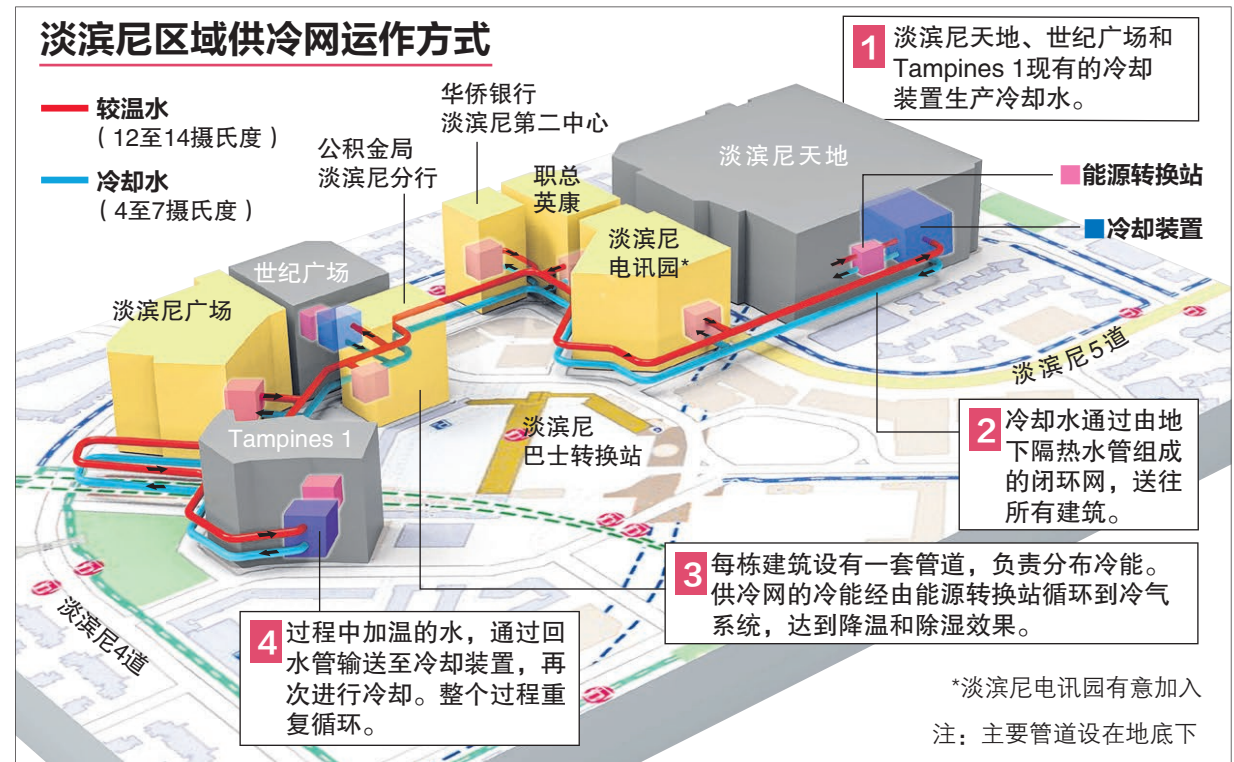 淡滨尼区域供冷网运作方式
较温水
（12至14摄氏度）
冷却水
（4至7摄氏度）
1
淡滨尼天地、世纪广场和
Tampines 1现有的冷却
装置生产冷却水。
能源转换站
冷却装置
华侨银行
淡滨尼第二中心
公积金局
淡滨尼分行
职总
英康
淡滨尼
电讯园*
淡滨尼天地
世纪广场
淡滨尼广场
Tampines 1
淡滨尼
巴士转换站
淡滨尼5道
淡滨尼4道
2
冷却水通过由地
下隔热水管组成
的闭环网，送往
所有建筑。
3
每栋建筑设有一套管道，负责分布冷能。
供冷网的冷能经由能源转换站循环到冷气
系统，达到降温和除湿效果。
4
过程中加温的水，通过回
水管输送至冷却装置，再
次进行冷却。整个过程重
复循环。
*淡滨尼电讯园有意加入
注：主要管道设在地底下